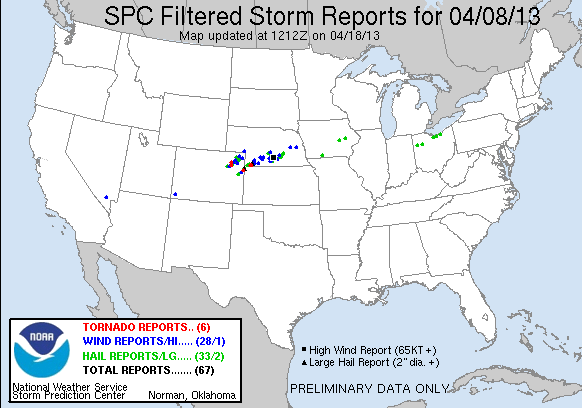 SPC Filtered Storm Reports for 04/08/13
Map updated at 1212Z on 04/18/13
NOAA
TORNADO REPORTS.. (6)
WIND REPORTS/HI..... (28/1)
HAIL REPORTS/LG..... (33/2)
TOTAL REPORTS....... (67)
National Weather Service
Storm Prediction Center Norman, Oklahoma
High Wind Report (65KT +)
Large Hail Report (2" dia. +)
PRELIMINARY DATA ONLY